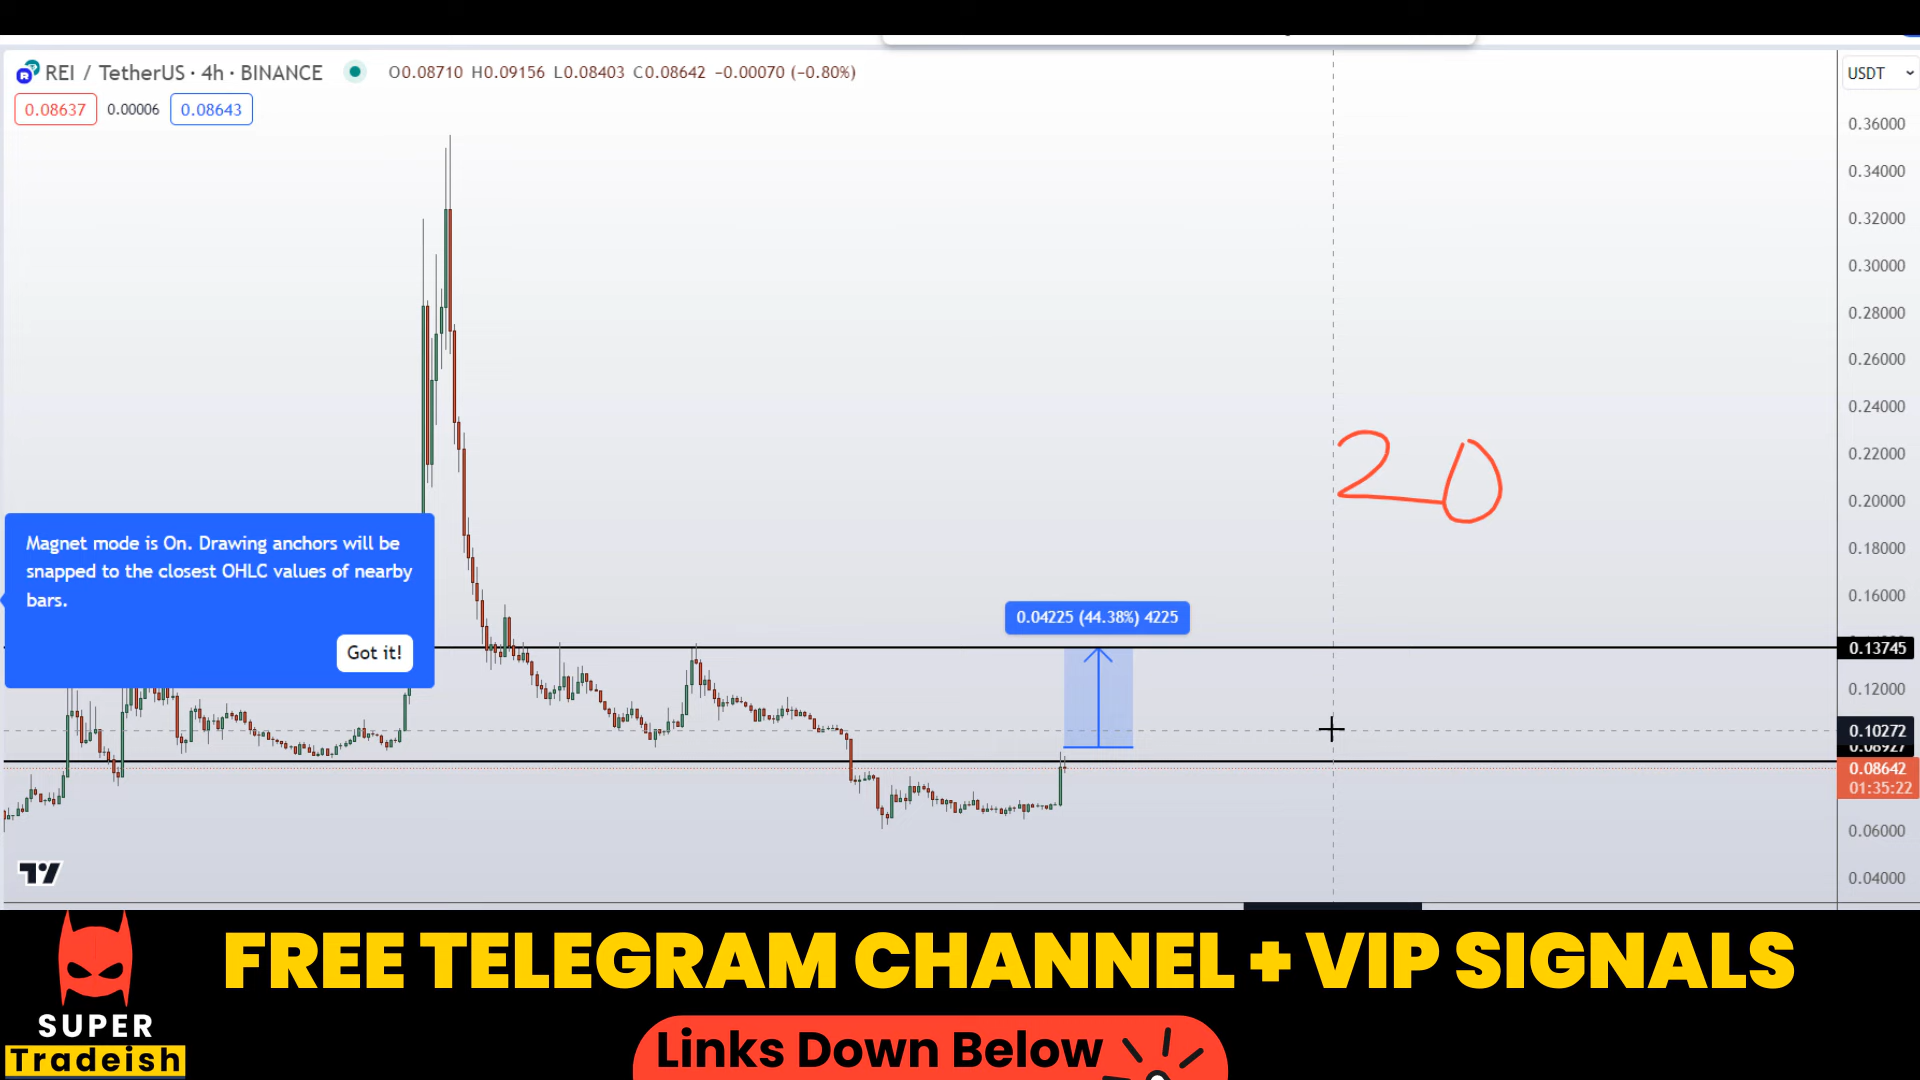 REI / TetherUS · 4h · BINANCE
O0.08710 H0.09156 L0.08403 C0.08642 −0.00070 (−0.80%)
USDT
0.08637 0.00006 0.08643
0.36000
0.34000
0.32000
0.30000
0.28000
0.26000
0.24000
0.22000
20
0.20000
0.18000
Magnet mode is On. Drawing anchors will be
snapped to the closest OHLC values of nearby
bars.
Got it!
0.16000
0.04225 (44.38%) 4225
0.13745
0.12000
0.10272
0.08927
0.08642
01:35:22
0.06000
0.04000
FREE TELEGRAM CHANNEL + VIP SIGNALS
SUPER
Tradeish
Links Down Below